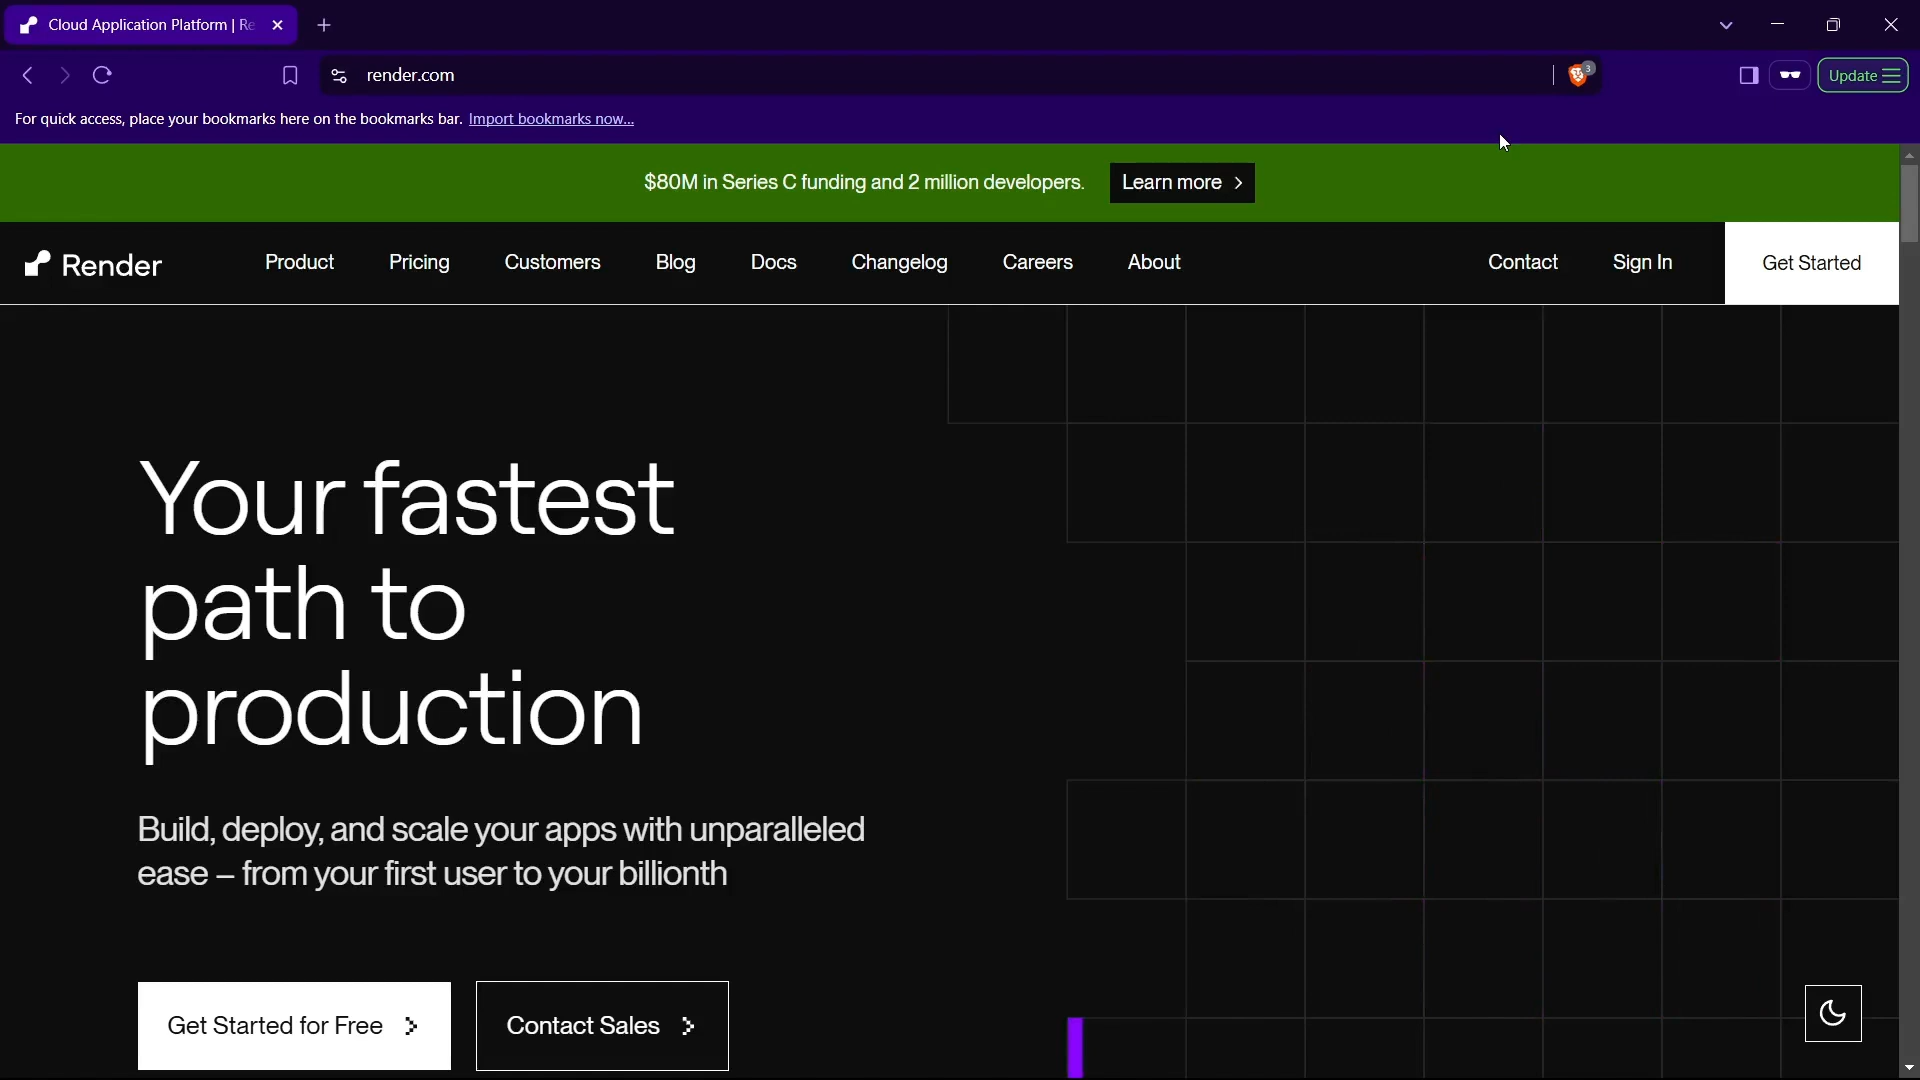 Cloud Application Platform | Re
render.com
3
Update
For quick access, place your bookmarks here on the bookmarks bar. Import bookmarks now...
$80M in Series C funding and 2 million developers. Learn more
Render
Product Pricing Customers Blog Docs Changelog Careers About Contact Sign In Get Started
Your fastest
path to
production
Build, deploy, and scale your apps with unparalleled
ease – from your first user to your billionth
Get Started for Free Contact Sales